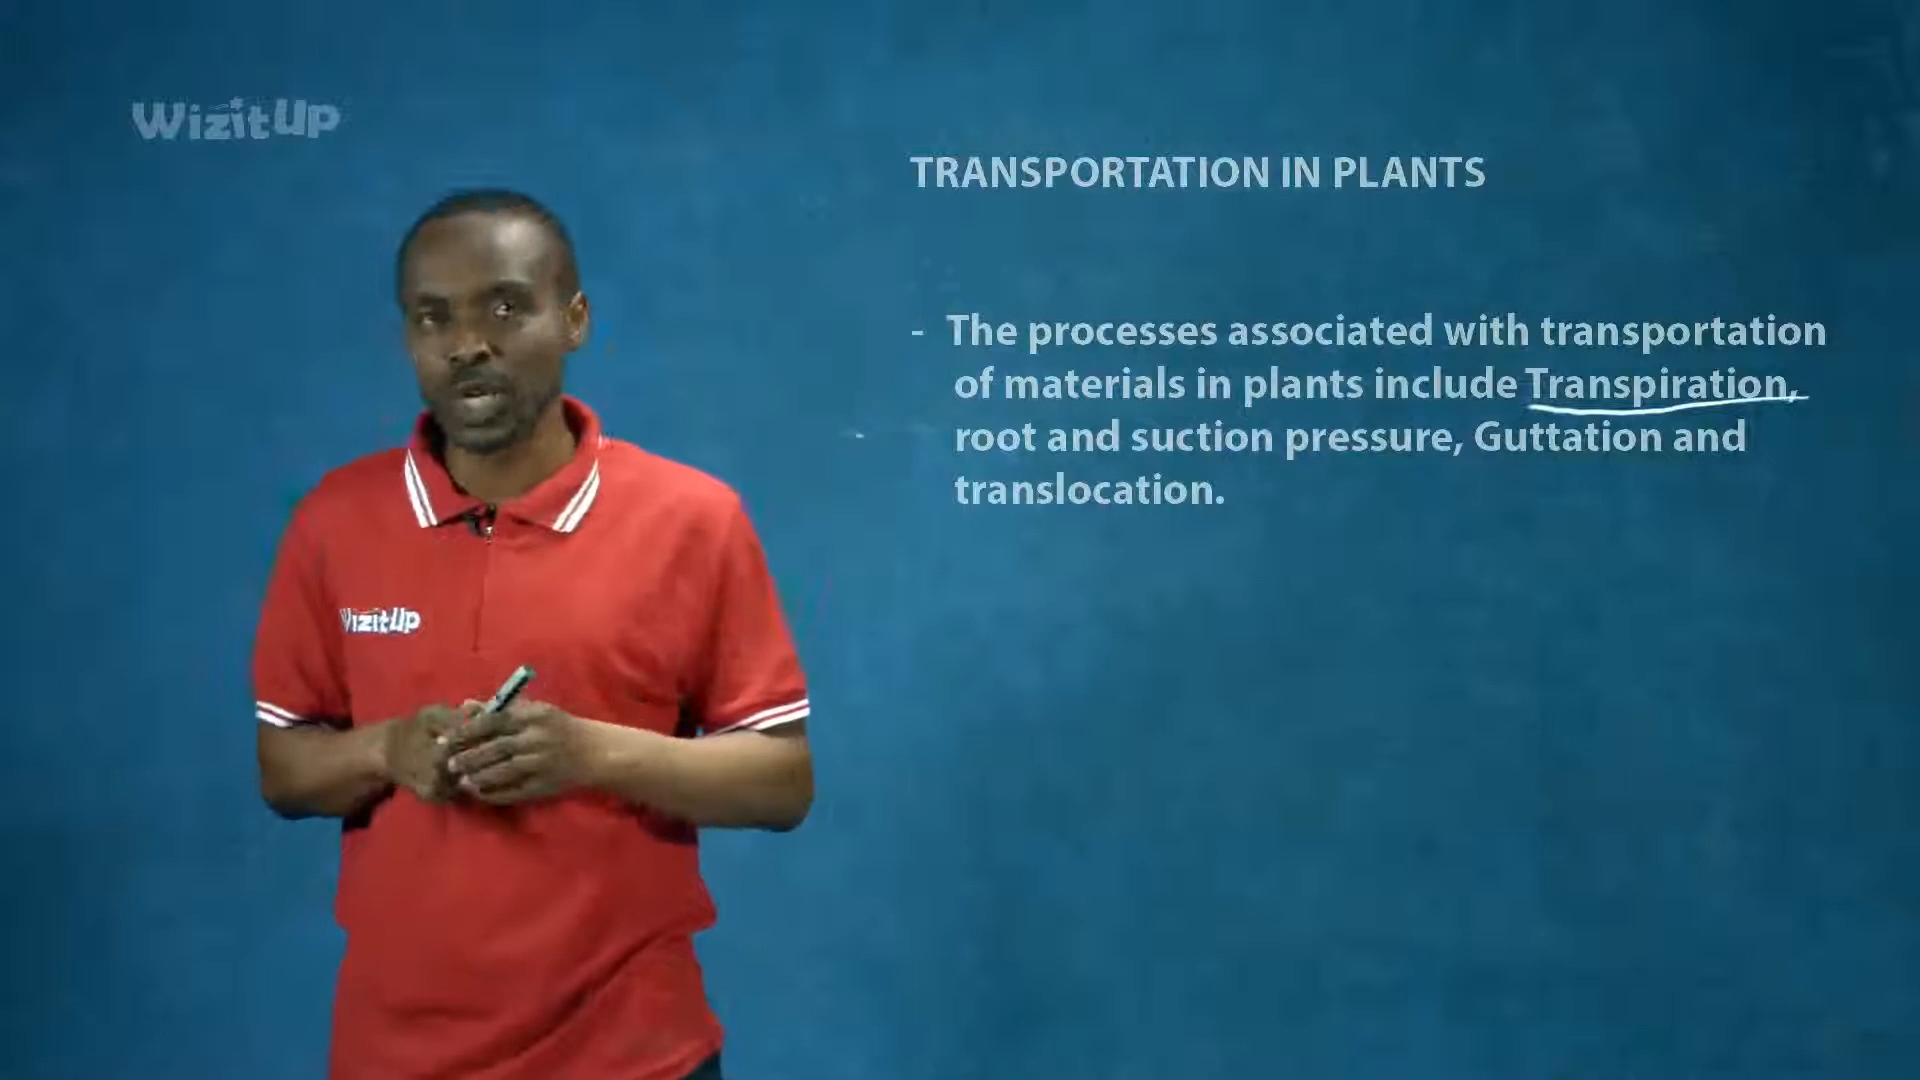 WizitUp
TRANSPORTATION IN PLANTS
- The processes associated with transportation
of materials in plants include Transpiration,
root and suction pressure, Guttation and
translocation.
WizitUp